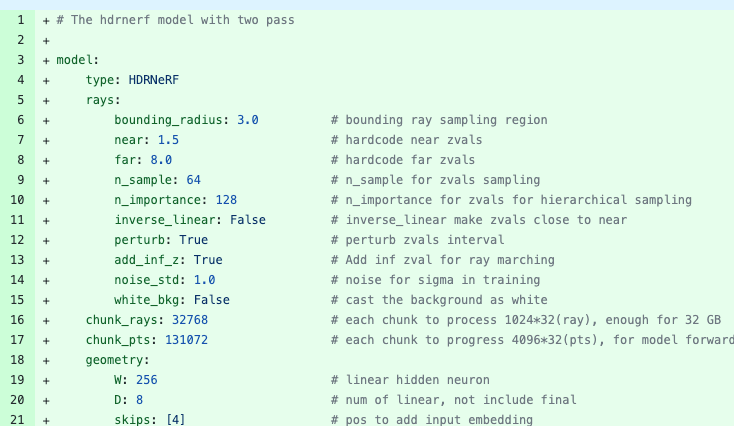 1 + # The hdrnerf model with two pass
2 +
3 + model:
4 +     type: HDRNeRF
5 +     rays:
6 +         bounding_radius: 3.0          # bounding ray sampling region
7 +         near: 1.5                     # hardcode near zvals
8 +         far: 8.0                      # hardcode far zvals
9 +         n_sample: 64                  # n_sample for zvals sampling
10 +         n_importance: 128             # n_importance for zvals for hierarchical sampling
11 +         inverse_linear: False         # inverse_linear make zvals close to near
12 +         perturb: True                 # perturb zvals interval
13 +         add_inf_z: True               # Add inf zval for ray marching
14 +         noise_std: 1.0                # noise for sigma in training
15 +         white_bkg: False              # cast the background as white
16 +     chunk_rays: 32768                 # each chunk to process 1024*32(ray), enough for 32 GB
17 +     chunk_pts: 131072                 # each chunk to progress 4096*32(pts), for model forward
18 +     geometry:
19 +         W: 256                        # linear hidden neuron
20 +         D: 8                          # num of linear, not include final
21 +         skips: [4]                    # pos to add input embedding